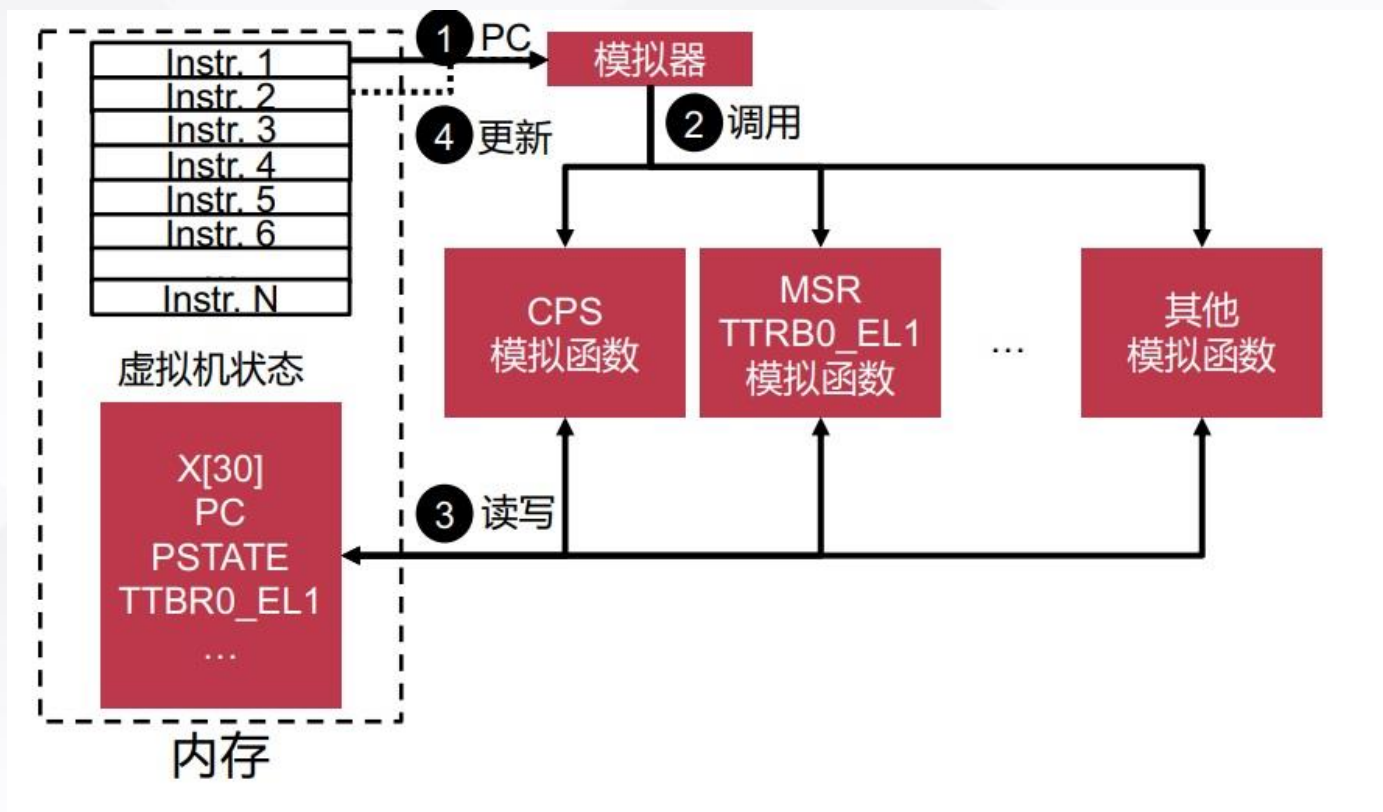 1 PC
模拟器
Instr. 1
Instr. 2
Instr. 3
Instr. 4
Instr. 5
Instr. 6
...
Instr. N
4 更新
2 调用
CPS
模拟函数
MSR
TTRB0_EL1
模拟函数
...
其他
模拟函数
虚拟机状态
X[30]
PC
PSTATE
TTBR0_EL1
...
3 读写
内存